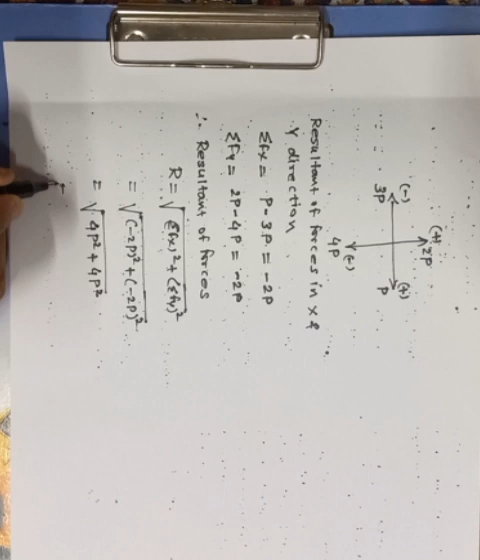 (+)
2P
(-)
3P
(+)
P
4P
(-)
Resultant of forces in x &
Y direction
Σfx = P-3P = -2P
Σfy = 2P-4P = -2P
∴ Resultant of forces
R = √(Σfx)²+(Σfy)²
= √(-2P)²+(-2P)²
= √4P²+4P²